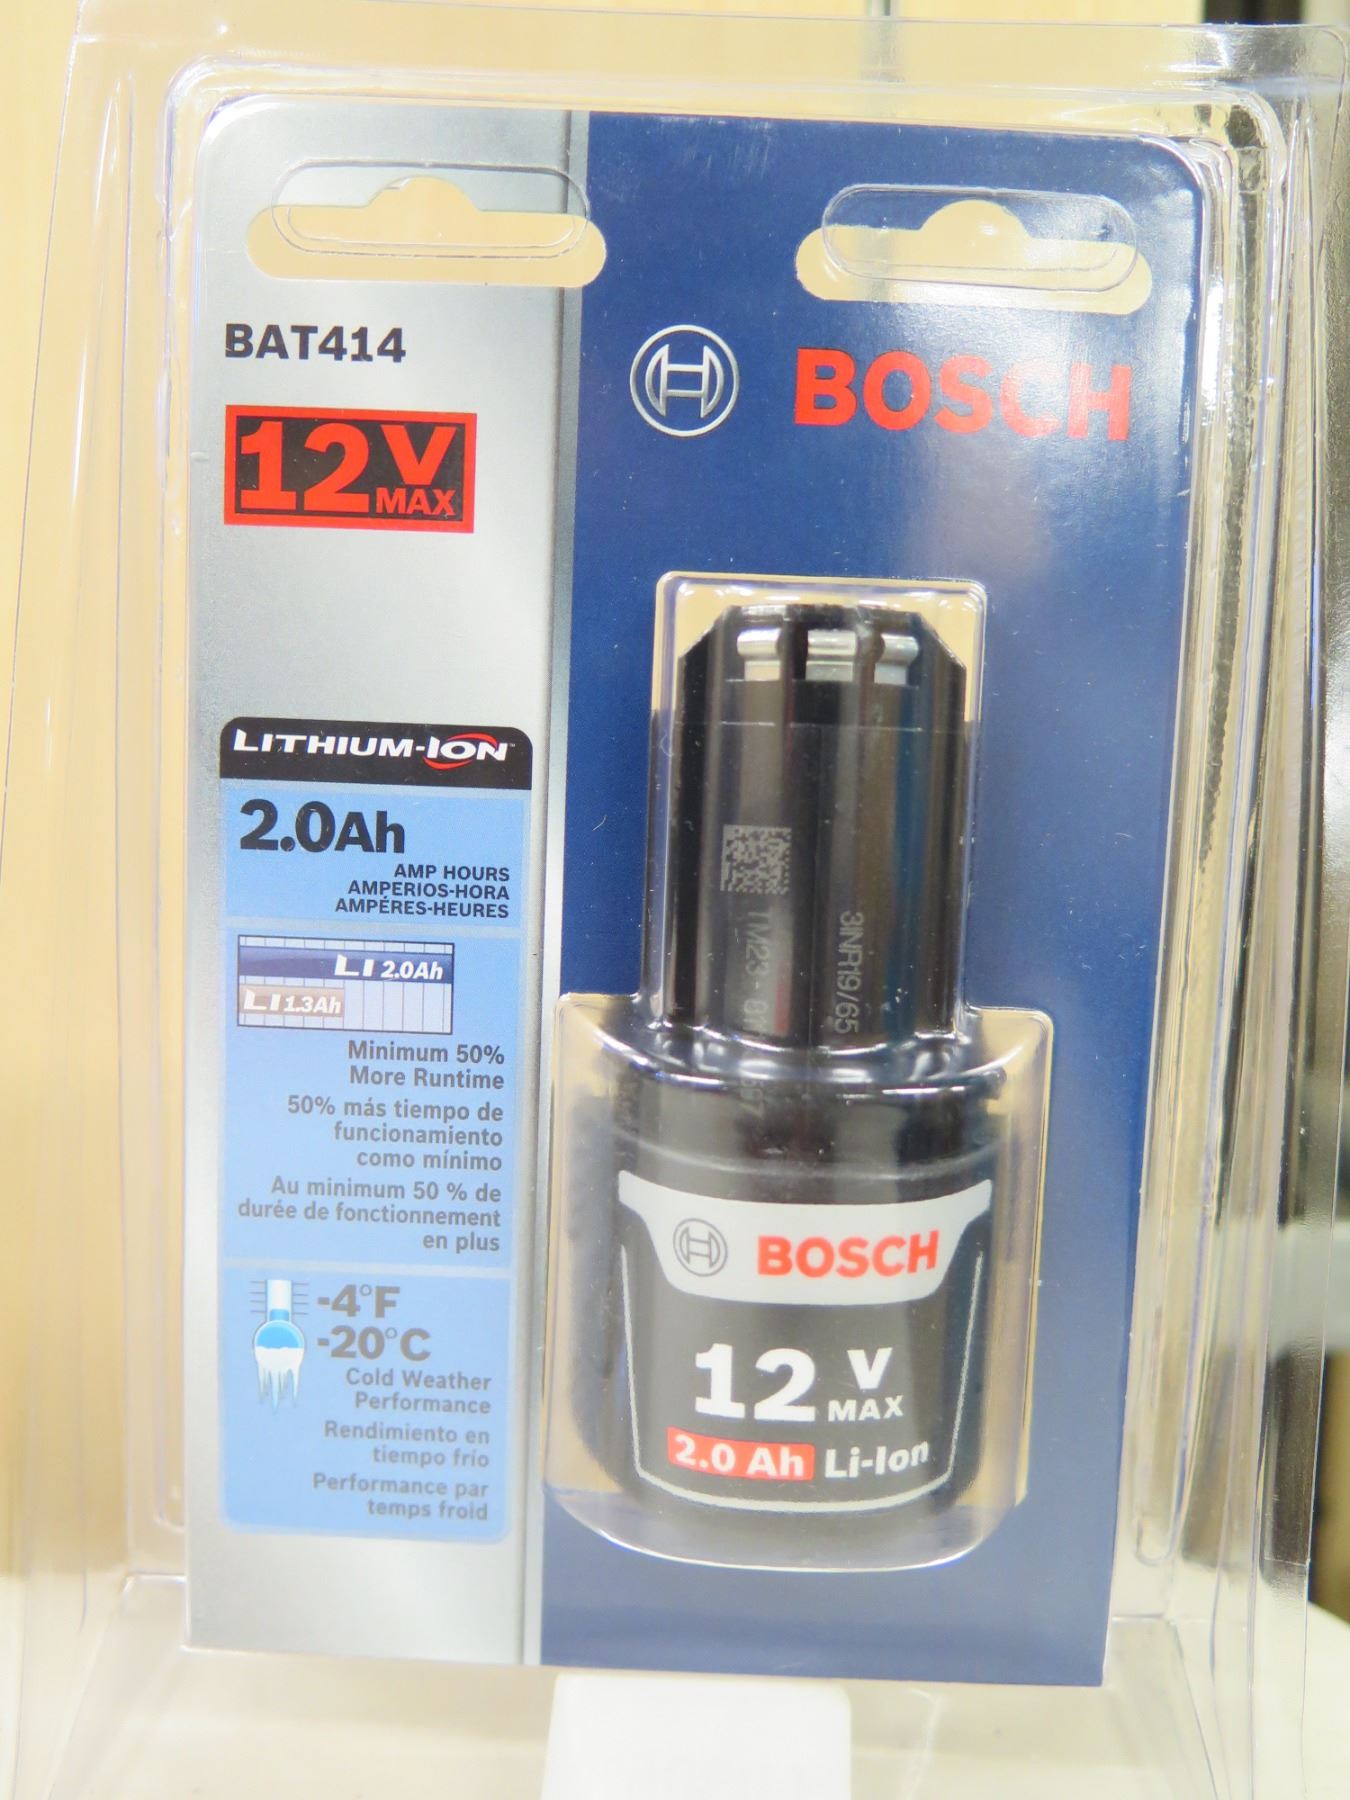 BAT414
12V
MAX
BOSCH
LITHIUM-ION™
2.0Ah
AMP HOURS
AMPERIOS-HORA
AMPÉRES-HEURES
LI 2.0Ah
LI 1.3Ah
Minimum 50%
More Runtime
50% más tiempo de
funcionamiento
como mínimo
Au minimum 50 % de
durée de fonctionnement
en plus
-4°F
-20°C
Cold Weather
Performance
Rendimiento en
tiempo frío
Performance par
temps froid
3INR19/65
BOSCH
12 V
MAX
2.0 Ah Li-Ion